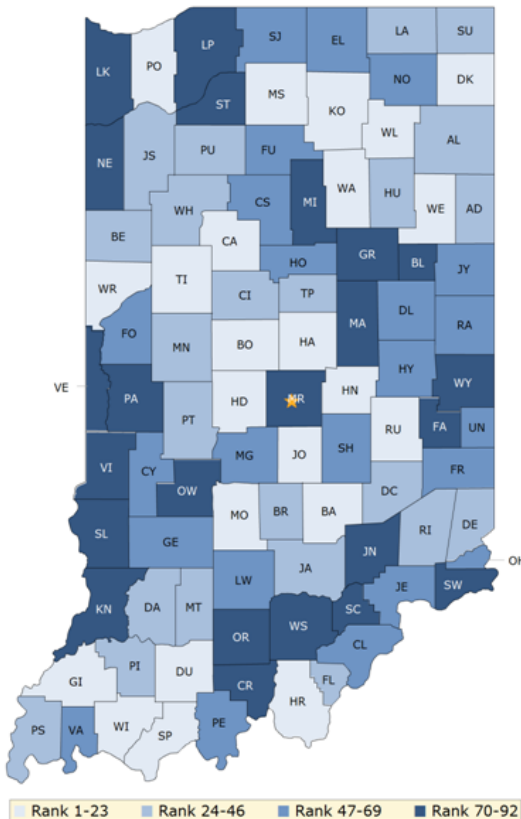 LK PO LP SJ EL LA SU
ST MS KO NO DK
NE JS PU FU WL AL
WH CS MI WA HU WE AD
BE CA HO GR BL JY
WR TI CI TP
FO MN BO HA MA DL RA
VE PA HD MR HN HY WY
PT RU FA UN
VI CY OW MG JO SH FR
SL GE MO BR BA DC RI DE
JN OH
KN DA MT LW JA JE SW
OR WS SC
GI PI DU CR CL
HR FL
PS VA WI SP PE
Rank 1-23 Rank 24-46 Rank 47-69 Rank 70-92